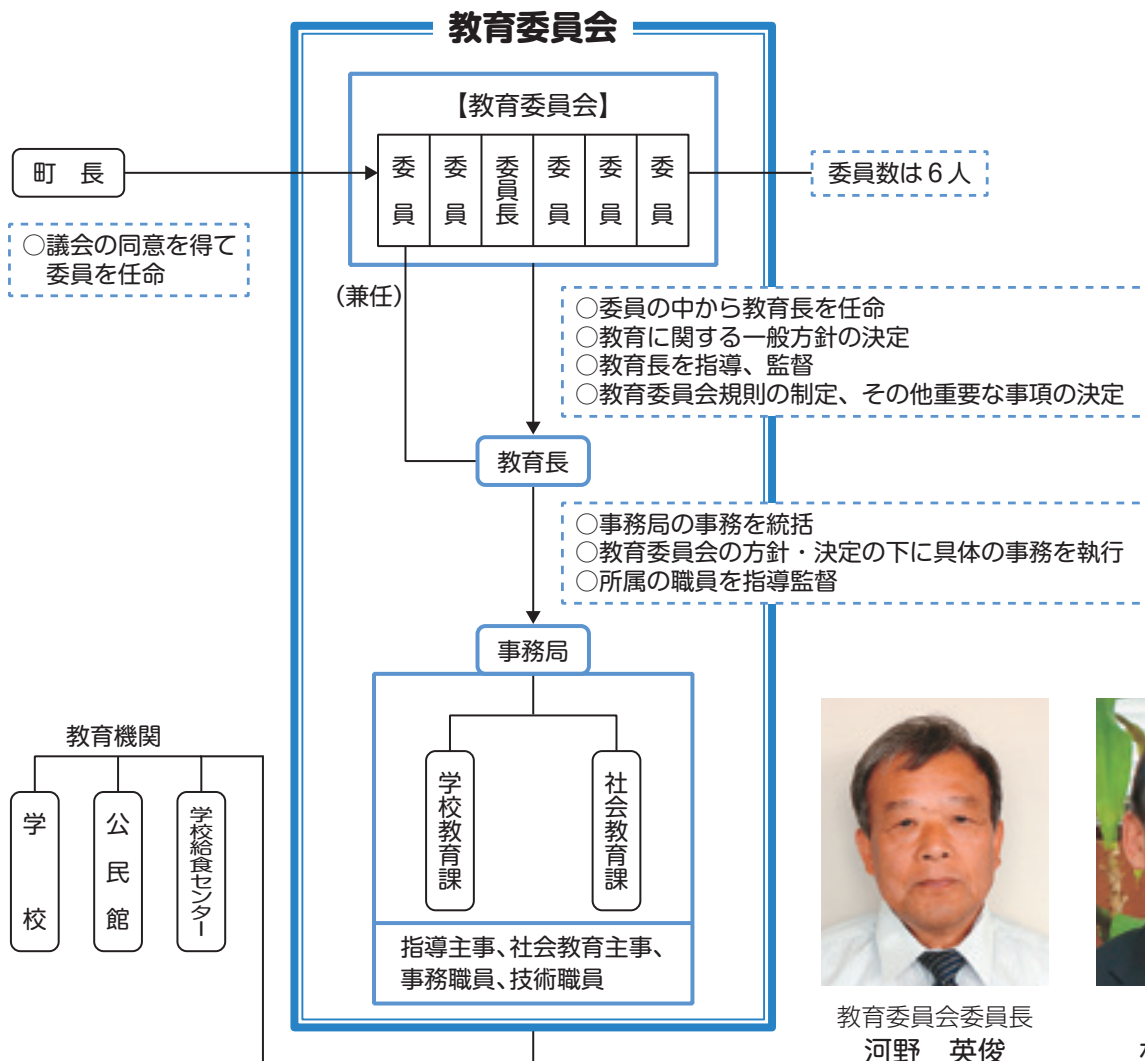 教育委員会
【教育委員会】
町 長
委員
委員
委員長
委員
委員
委員
委員数は6人
○議会の同意を得て
委員を任命
(兼任)
○委員の中から教育長を任命
○教育に関する一般方針の決定
○教育長を指導、監督
○教育委員会規則の制定、その他重要な事項の決定
教育長
○事務局の事務を統括
○教育委員会の方針・決定の下に具体の事務を執行
○所属の職員を指導監督
事務局
教育機関
学校
公民館
学校給食センター
学校教育課
社会教育課
指導主事、社会教育主事、
事務職員、技術職員
教育委員会委員長
河野 英俊